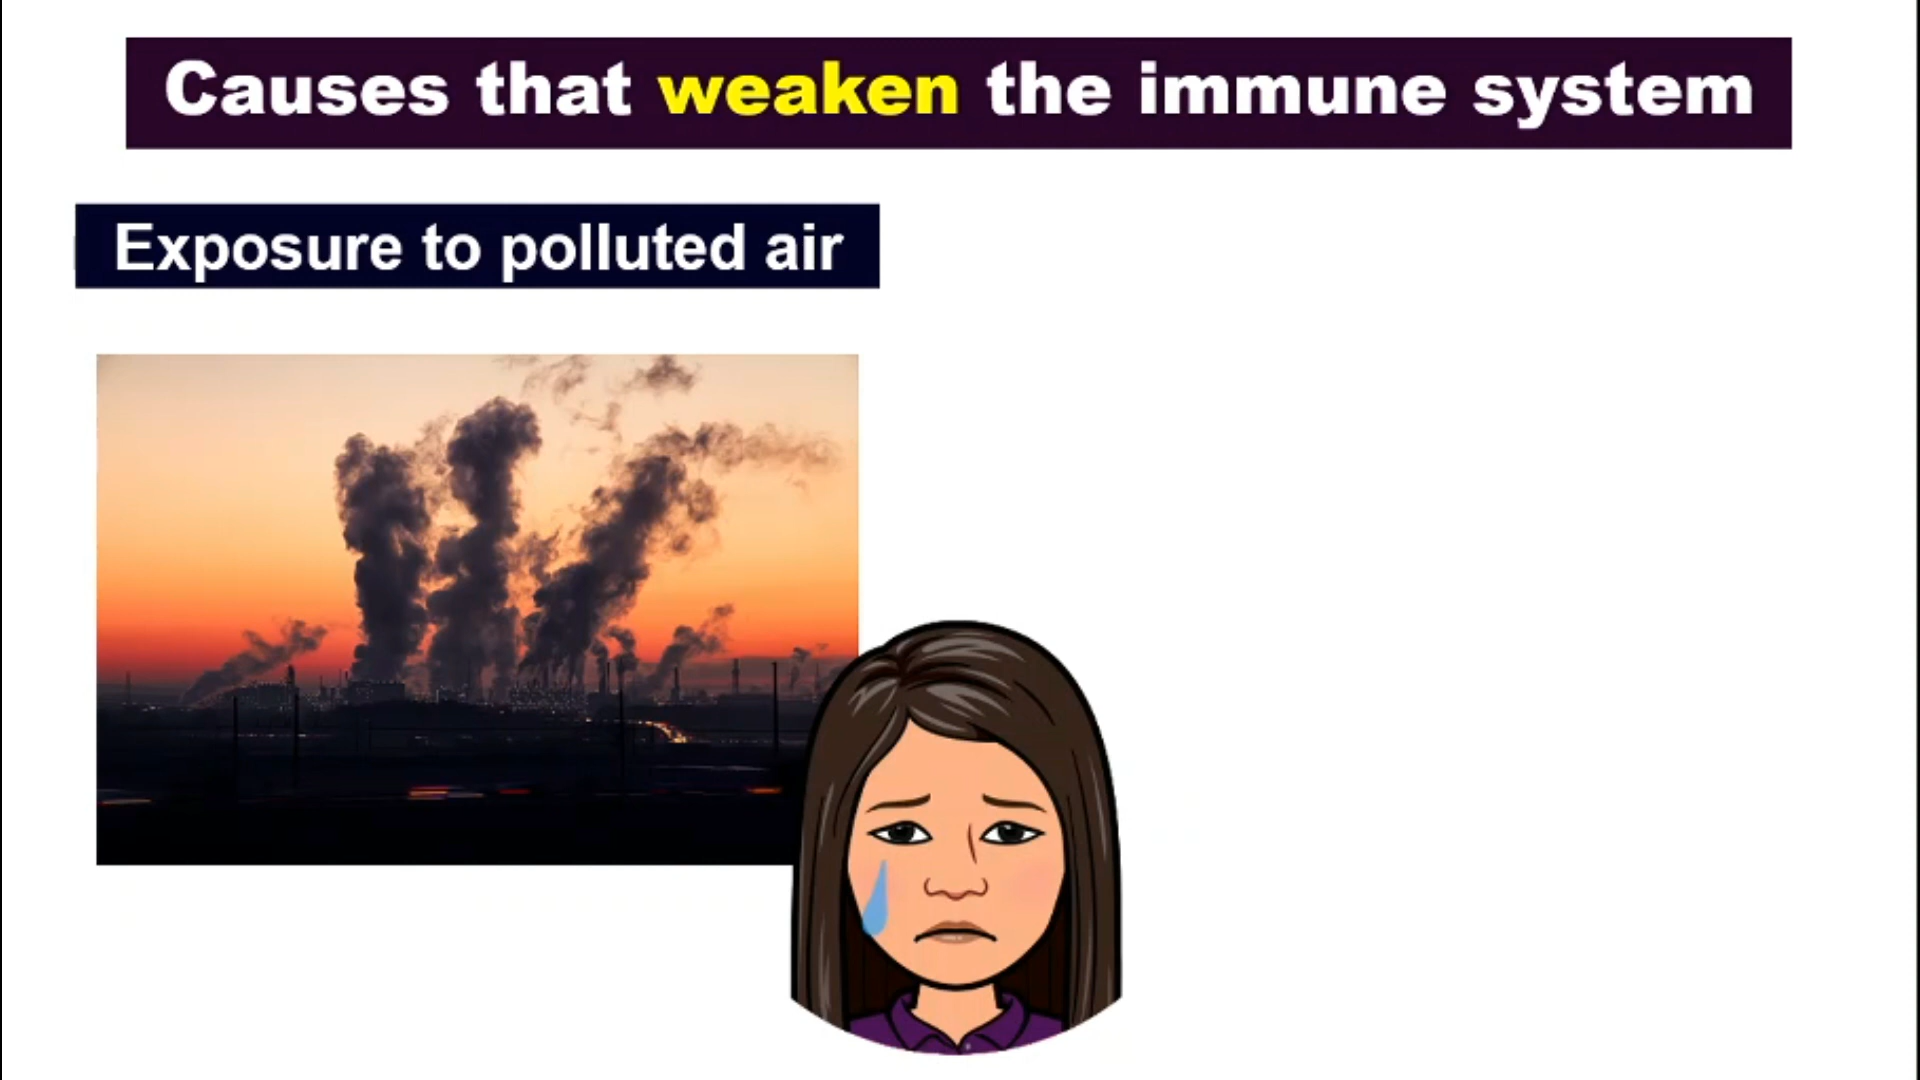 Causes that weaken the immune system
Exposure to polluted air